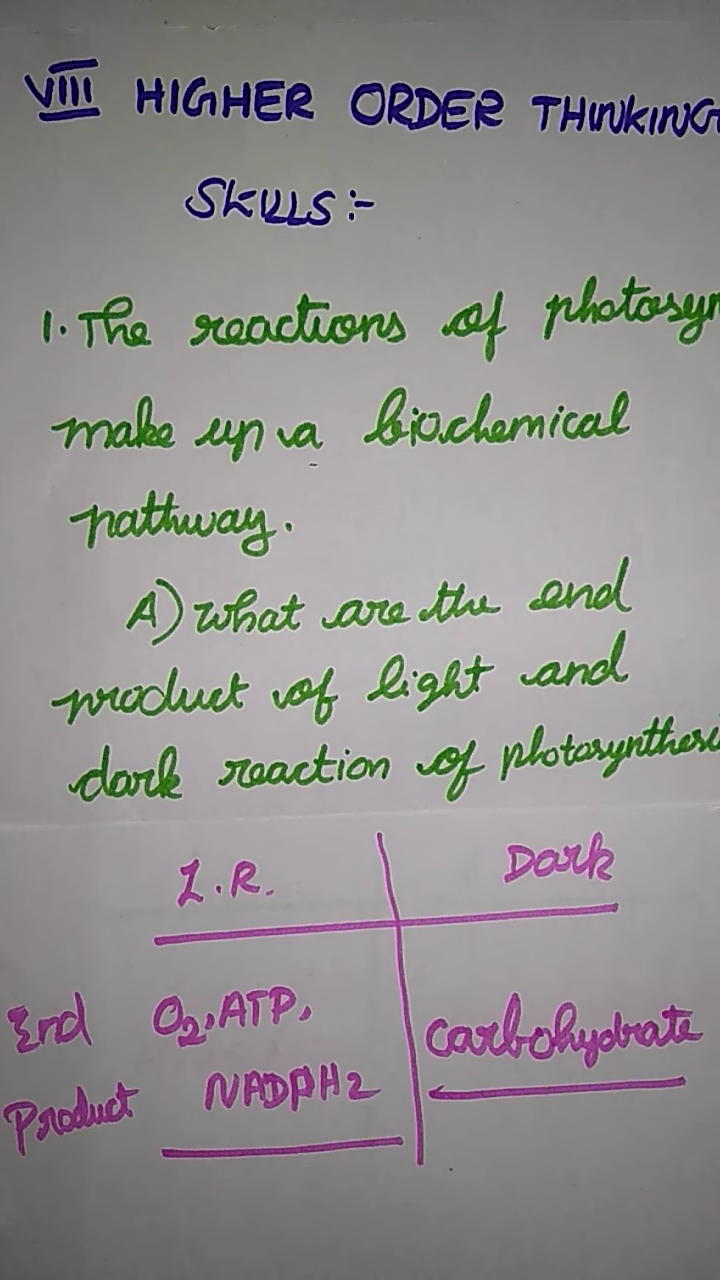 VIII HIGHER ORDER THINKING
SKILLS:-
1. The reactions of photosyn
make up a biochemical
pathway.
A) what are the end
product of light and
dark reaction of photosynthesi
L.R. Dark
End O2, ATP, carbohydrate
Product NADPH2